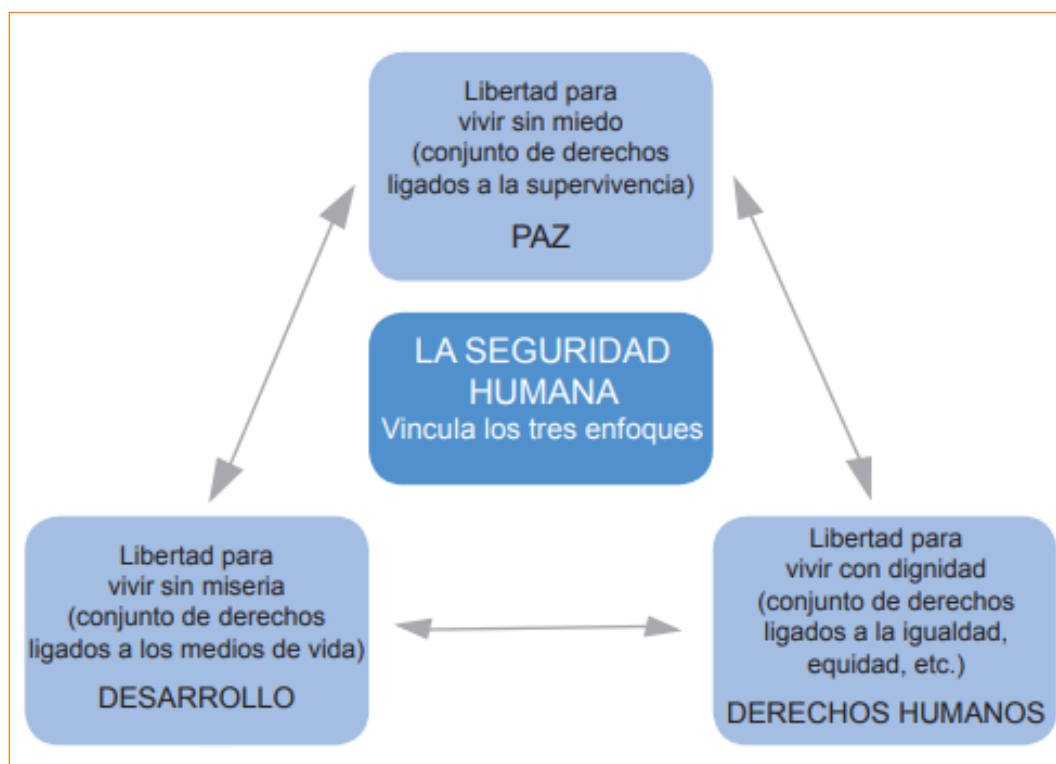 Libertad para
vivir sin miedo
(conjunto de derechos
ligados a la supervivencia)
PAZ
LA SEGURIDAD
HUMANA
Vincula los tres enfoques
Libertad para
vivir sin miseria
(conjunto de derechos
ligados a los medios de vida)
DESARROLLO
Libertad para
vivir con dignidad
(conjunto de derechos
ligados a la igualdad,
equidad, etc.)
DERECHOS HUMANOS